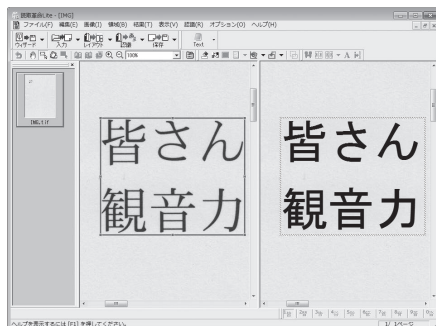 読取革命Lite - [IMG]
ファイル(F) 編集(E) 画像(I) 領域(B) 結果(T) 表示(V) 認識(R) オプション(O) ヘルプ(H)
ウィザード 入力 レイアウト 認識 保存 Text
100%
IMG.tif
皆さん 皆さん
観音力 観音力
ヘルプを表示するには [F1] を押してください。 1/ 1ページ